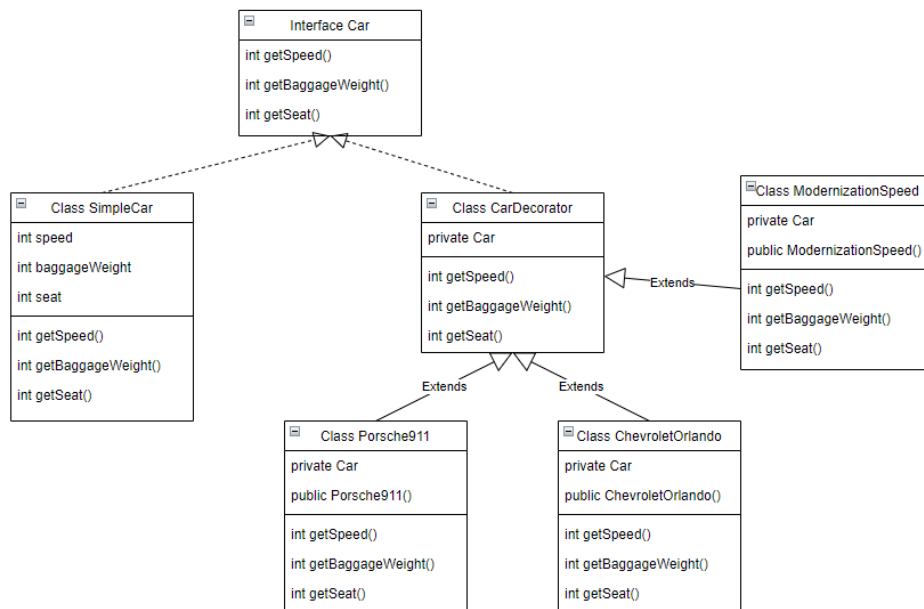 Interface Car
int getSpeed()
int getBaggageWeight()
int getSeat()
Class SimpleCar
int speed
int baggageWeight
int seat
int getSpeed()
int getBaggageWeight()
int getSeat()
Class CarDecorator
private Car
int getSpeed()
int getBaggageWeight()
int getSeat()
Class ModernizationSpeed
private Car
public ModernizationSpeed()
int getSpeed()
int getBaggageWeight()
int getSeat()
Extends
Extends
Extends
Class Porsche911
private Car
public Porsche911()
int getSpeed()
int getBaggageWeight()
int getSeat()
Class ChevroletOrlando
private Car
public ChevroletOrlando()
int getSpeed()
int getBaggageWeight()
int getSeat()